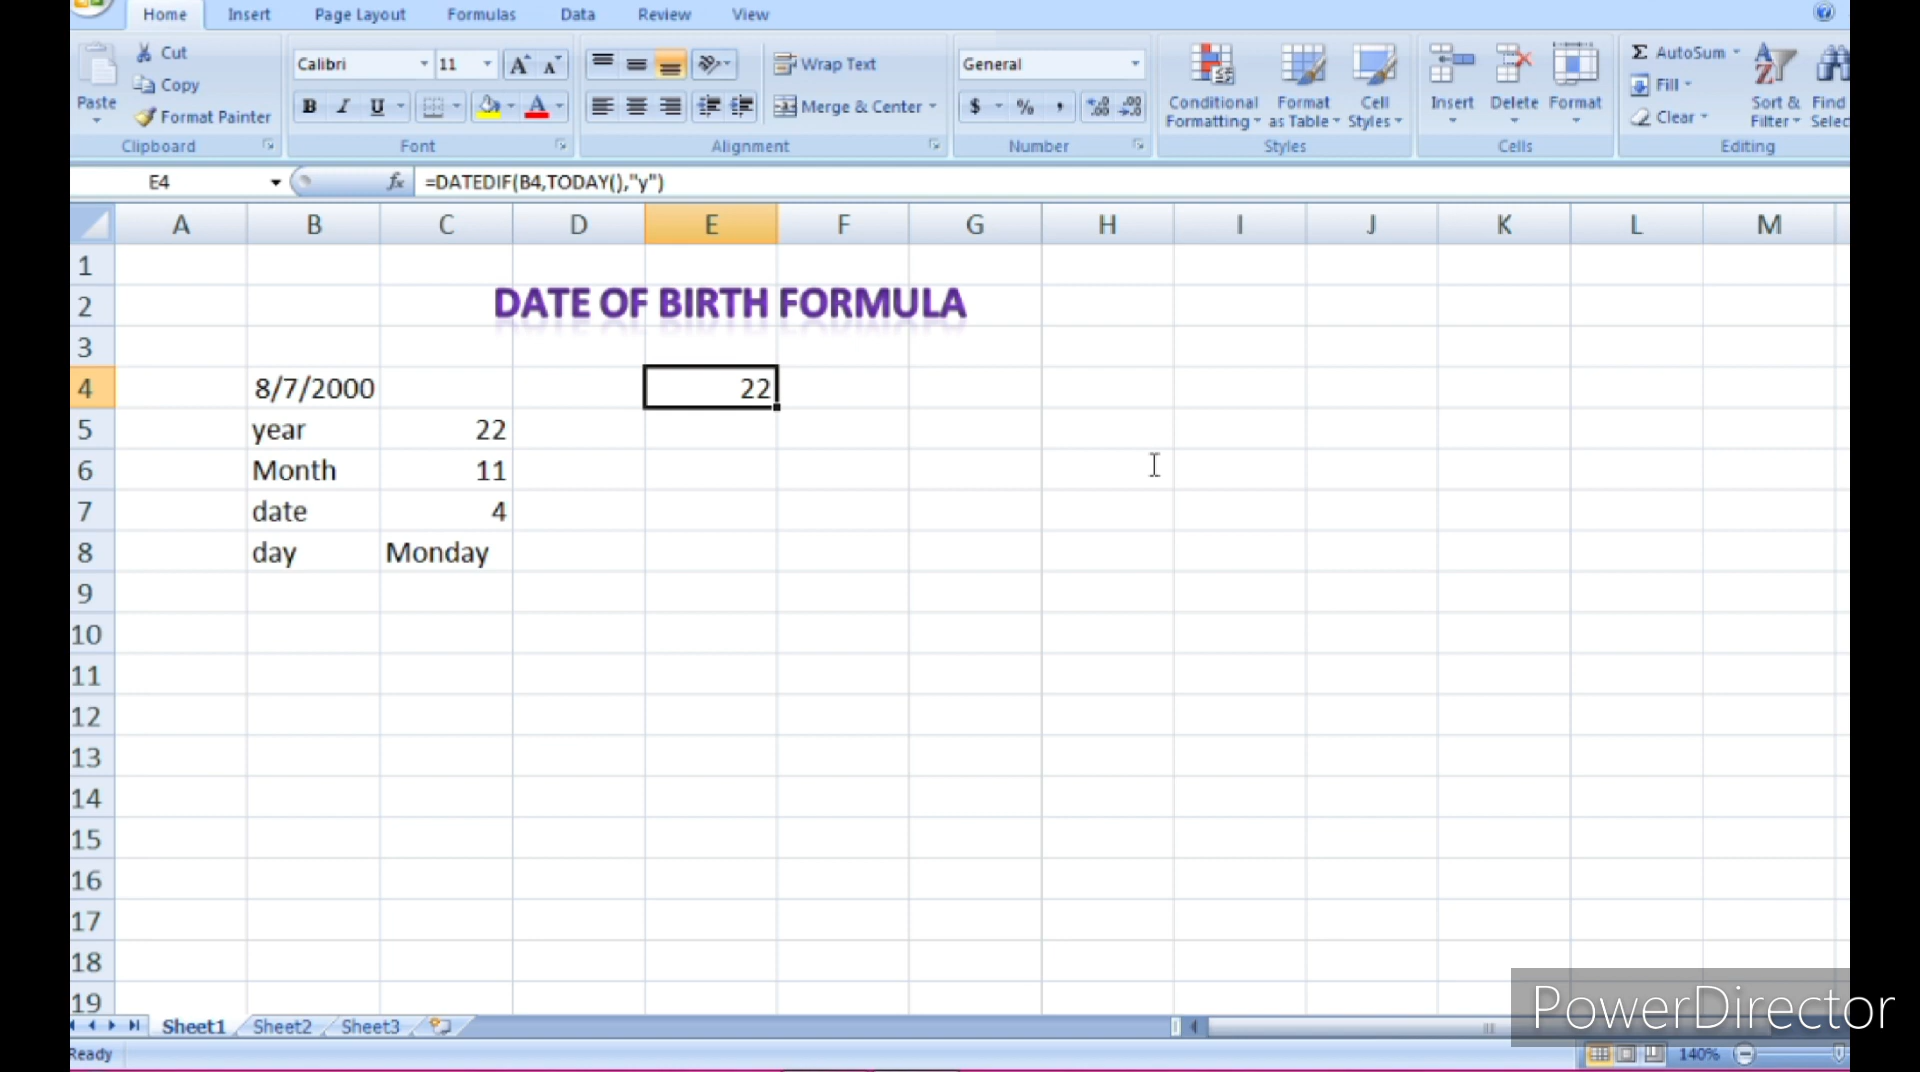 Home Insert Page Layout Formulas Data Review View
Cut
Copy
Format Painter
Paste
Clipboard
Calibri 11
B I U
Font
Wrap Text
Merge & Center
Alignment
General
$ % ,
Number
Conditional Formatting
Format as Table
Cell Styles
Styles
Insert Delete Format
Cells
Σ AutoSum
Fill
Clear
Sort & Filter
Find
Selec
Editing
E4 fx =DATEDIF(B4,TODAY(),"y")
A B C D E F G H I J K L M
1
2 DATE OF BIRTH FORMULA
3
4 8/7/2000 22
5 year 22
6 Month 11
7 date 4
8 day Monday
9
10
11
12
13
14
15
16
17
18
19
PowerDirector
Sheet1 Sheet2 Sheet3
Ready 140%